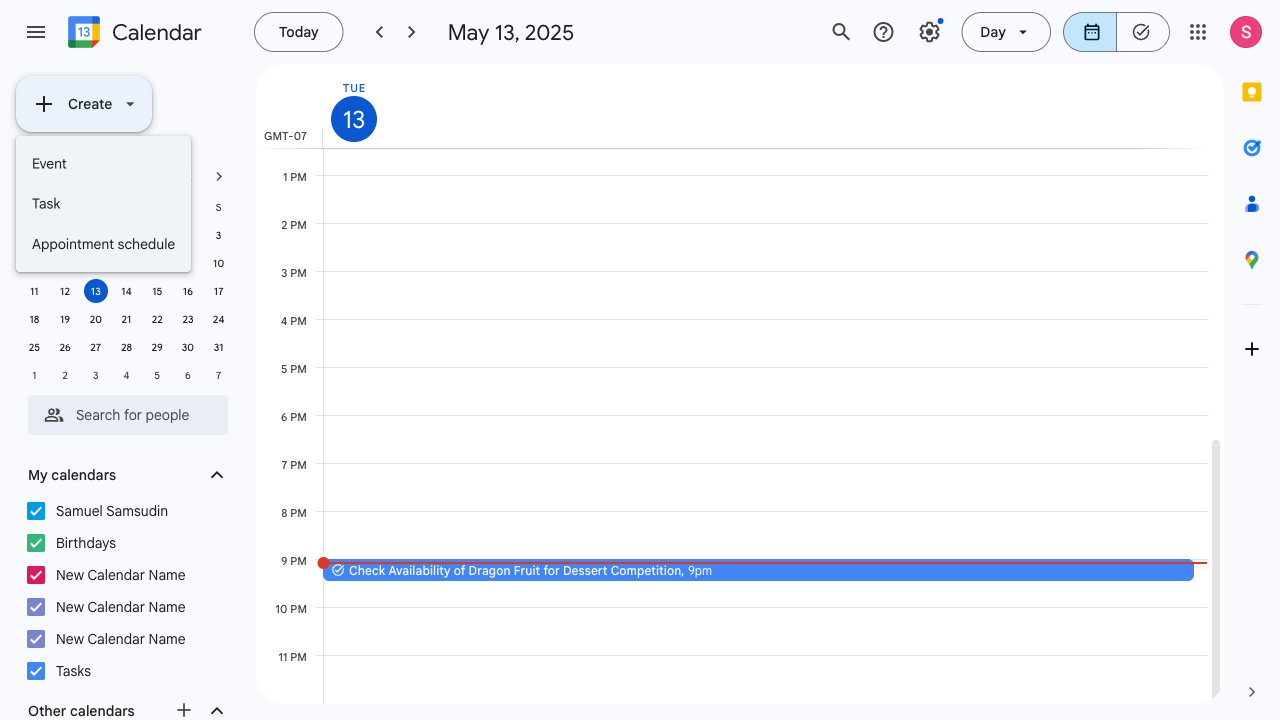 13
Calendar
Today
May 13, 2025
Day
S
Create
Event
Task
Appointment schedule
S
3
10
11 12 13 14 15 16 17
18 19 20 21 22 23 24
25 26 27 28 29 30 31
1 2 3 4 5 6 7
Search for people
My calendars
Samuel Samsudin
Birthdays
New Calendar Name
New Calendar Name
New Calendar Name
Tasks
Other calendars
TUE
13
GMT-07
1 PM
2 PM
3 PM
4 PM
5 PM
6 PM
7 PM
8 PM
9 PM
Check Availability of Dragon Fruit for Dessert Competition, 9pm
10 PM
11 PM